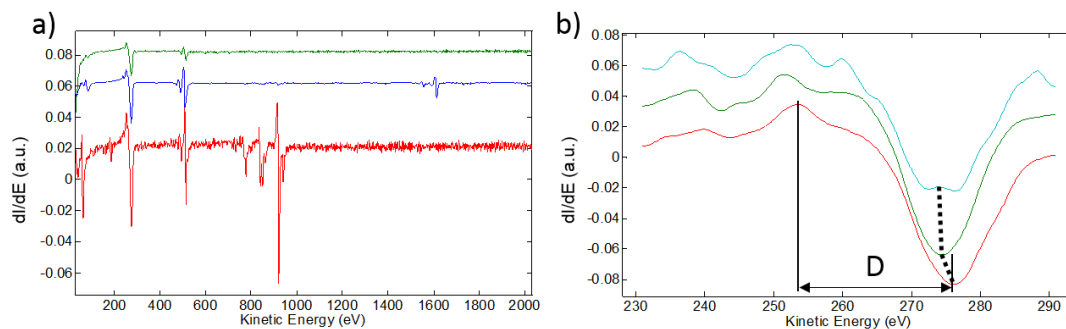 a)
0.08
0.06
0.04
0.02
0
-0.02
-0.04
-0.06
dI/dE (a.u.)
200 400 600 800 1000 1200 1400 1600 1800 2000
Kinetic Energy (eV)
b)
0.08
0.06
0.04
0.02
0
-0.02
-0.04
-0.06
-0.08
dI/dE (a.u.)
D
230 240 250 260 270 280 290
Kinetic Energy (eV)